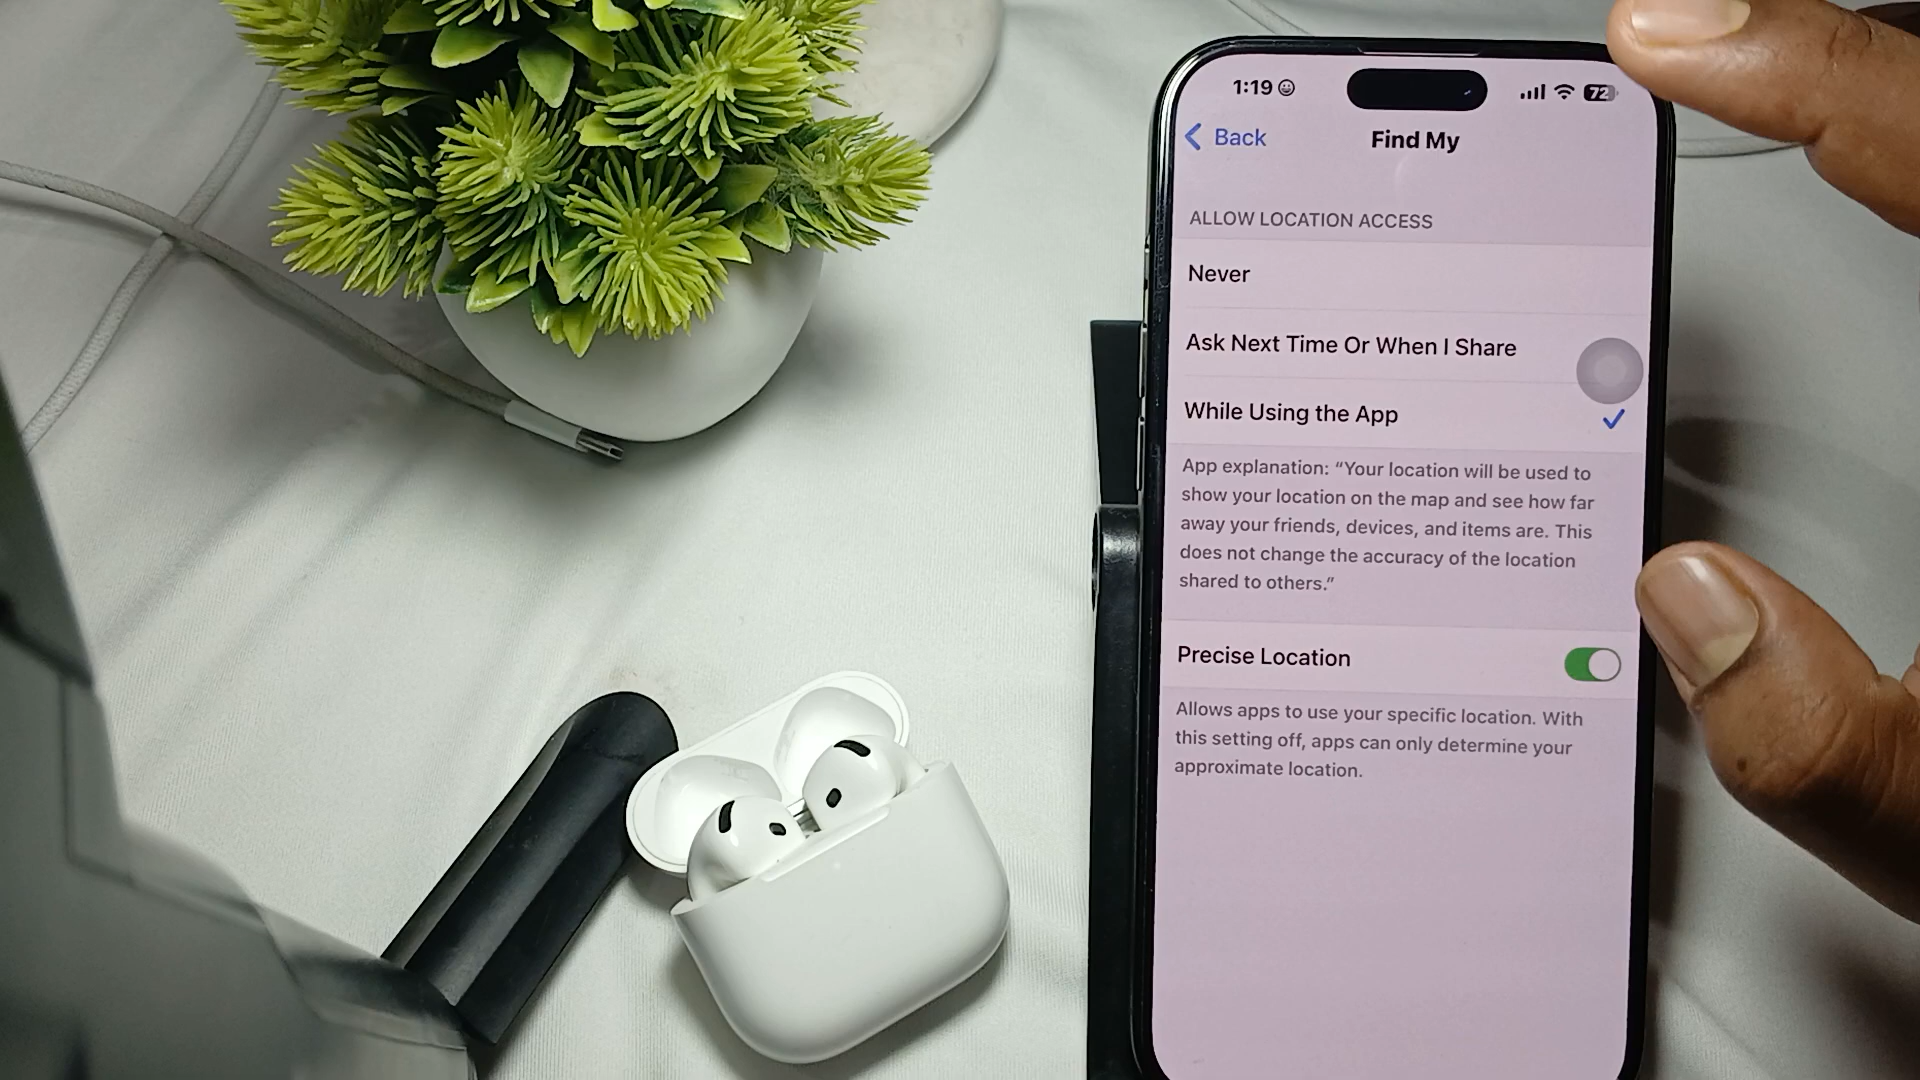 1:19
72
Back
Find My
ALLOW LOCATION ACCESS
Never
Ask Next Time Or When I Share
While Using the App
App explanation: “Your location will be used to
show your location on the map and see how far
away your friends, devices, and items are. This
does not change the accuracy of the location
shared to others.”
Precise Location
Allows apps to use your specific location. With
this setting off, apps can only determine your
approximate location.